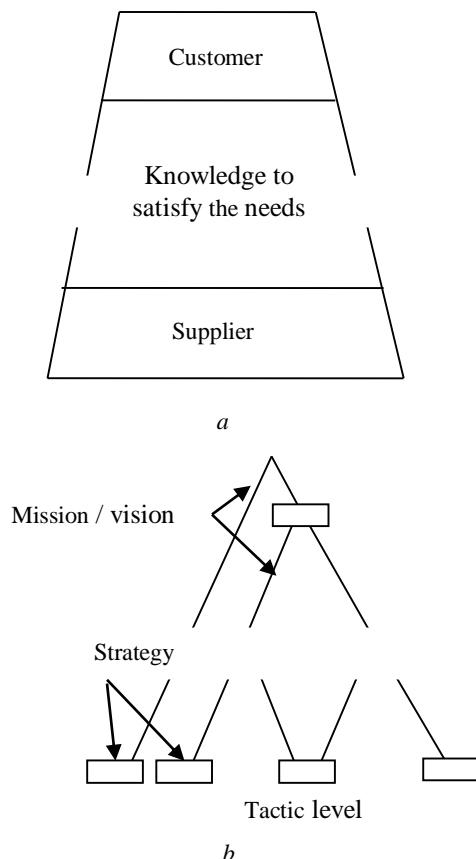 Customer
Knowledge to
satisfy the needs
Supplier
a
Mission / vision
Strategy
Tactic level
b